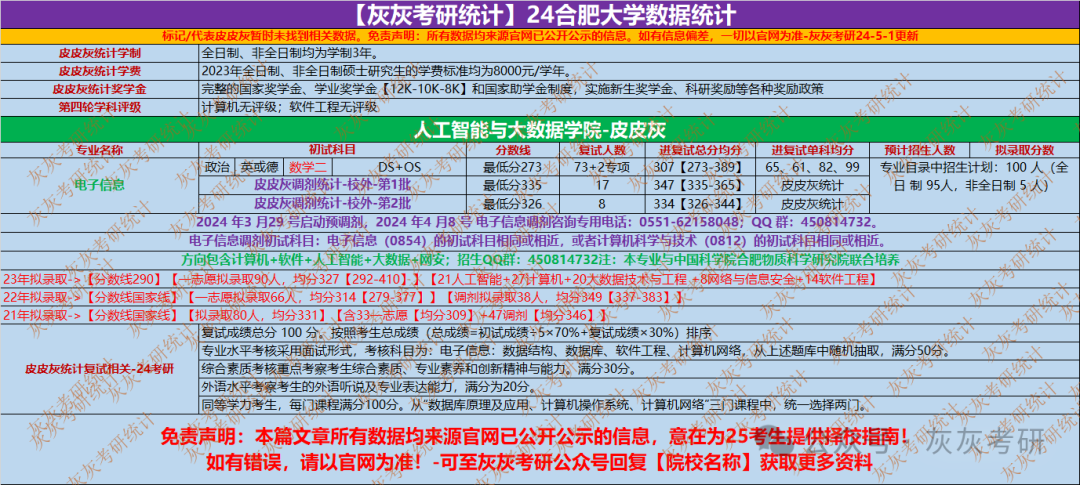 【灰灰考研统计】24合肥大学数据统计
标记/代表皮皮灰暂时未找到相关数据。免责声明：所有数据均来源官网已公开公示的信息。如有信息偏差，一切以官网为准-灰灰考研24-5-1更新
皮皮灰统计学制 全日制、非全日制均为学制3年。
皮皮灰统计学费 2023年全日制、非全日制硕士研究生的学费标准均为8000元/学年。
皮皮灰统计奖学金 完整的国家奖学金、学业奖学金【12K-10K-8K】和国家助学金制度，实施新生奖学金、科研奖励等各种奖励政策
第四轮学科评级 计算机无评级；软件工程无评级
人工智能与大数据学院-皮皮灰
专业名称 初试科目 分数线 复试人数 进复试总分均分 进复试单科均分 预计招生人数 拟录取分数
电子信息 政治 英或德 数学二 DS+OS 最低分273 73+2专项 307【273-389】 65、61、82、99 专业目录中招生计划：100 人（全日 制 95人，非全日制 5 人）
皮皮灰调剂统计-校外-第1批 最低分335 17 347【335-365】 皮皮灰统计
皮皮灰调剂统计-校外-第2批 最低分326 8 334【326-344】 皮皮灰统计
2024 年3 月29 号启动预调剂，2024 年4 月8 号 电子信息调剂咨询专用电话：0551-62158048；QQ 群：450814732。
电子信息调剂初试科目：电子信息（0854）的初试科目相同或相近，或者计算机科学与技术（0812）的初试科目相同或相近。
方向包含计算机+软件+人工智能+大数据+网安；招生QQ群：450814732注：本专业与中国科学院合肥物质科学研究院联合培养
23年拟录取->【分数线290】【一志愿拟录取90人，均分327【292-410】】【21人工智能+27计算机+20大数据技术与工程 +8网络与信息安全+14软件工程】
22年拟录取->【分数线国家线】【一志愿拟录取66人，均分314【279-377】】【调剂拟录取38人，均分349【337-383】】
21年拟录取->【分数线国家线】【拟录取80人，均分331】【含33一志愿【均分309】+47调剂【均分346】】
皮皮灰统计复试相关-24考研
复试成绩总分 100 分。按照考生总成绩（总成绩=初试成绩÷5×70%+复试成绩×30%）排序
专业水平考核采用面试形式，考核科目为：电子信息：数据结构、数据库、软件工程、计算机网络，从上述题库中随机抽取，满分50分。
综合素质考核重点考察考生综合素质、专业素养和创新精神与能力。满分30分。
外语水平考察考生的外语听说及专业表达能力，满分为20分。
同等学力考生，每门课程满分100分。从“数据库原理及应用、计算机操作系统、计算机网络”三门课程中，统一选择两门。
免责声明：本篇文章所有数据均来源官网已公开公示的信息，意在为25考生提供择校指南！
如有错误，请以官网为准！-可至灰灰考研公众号回复【院校名称】获取更多资料
公众号 · 灰灰考研